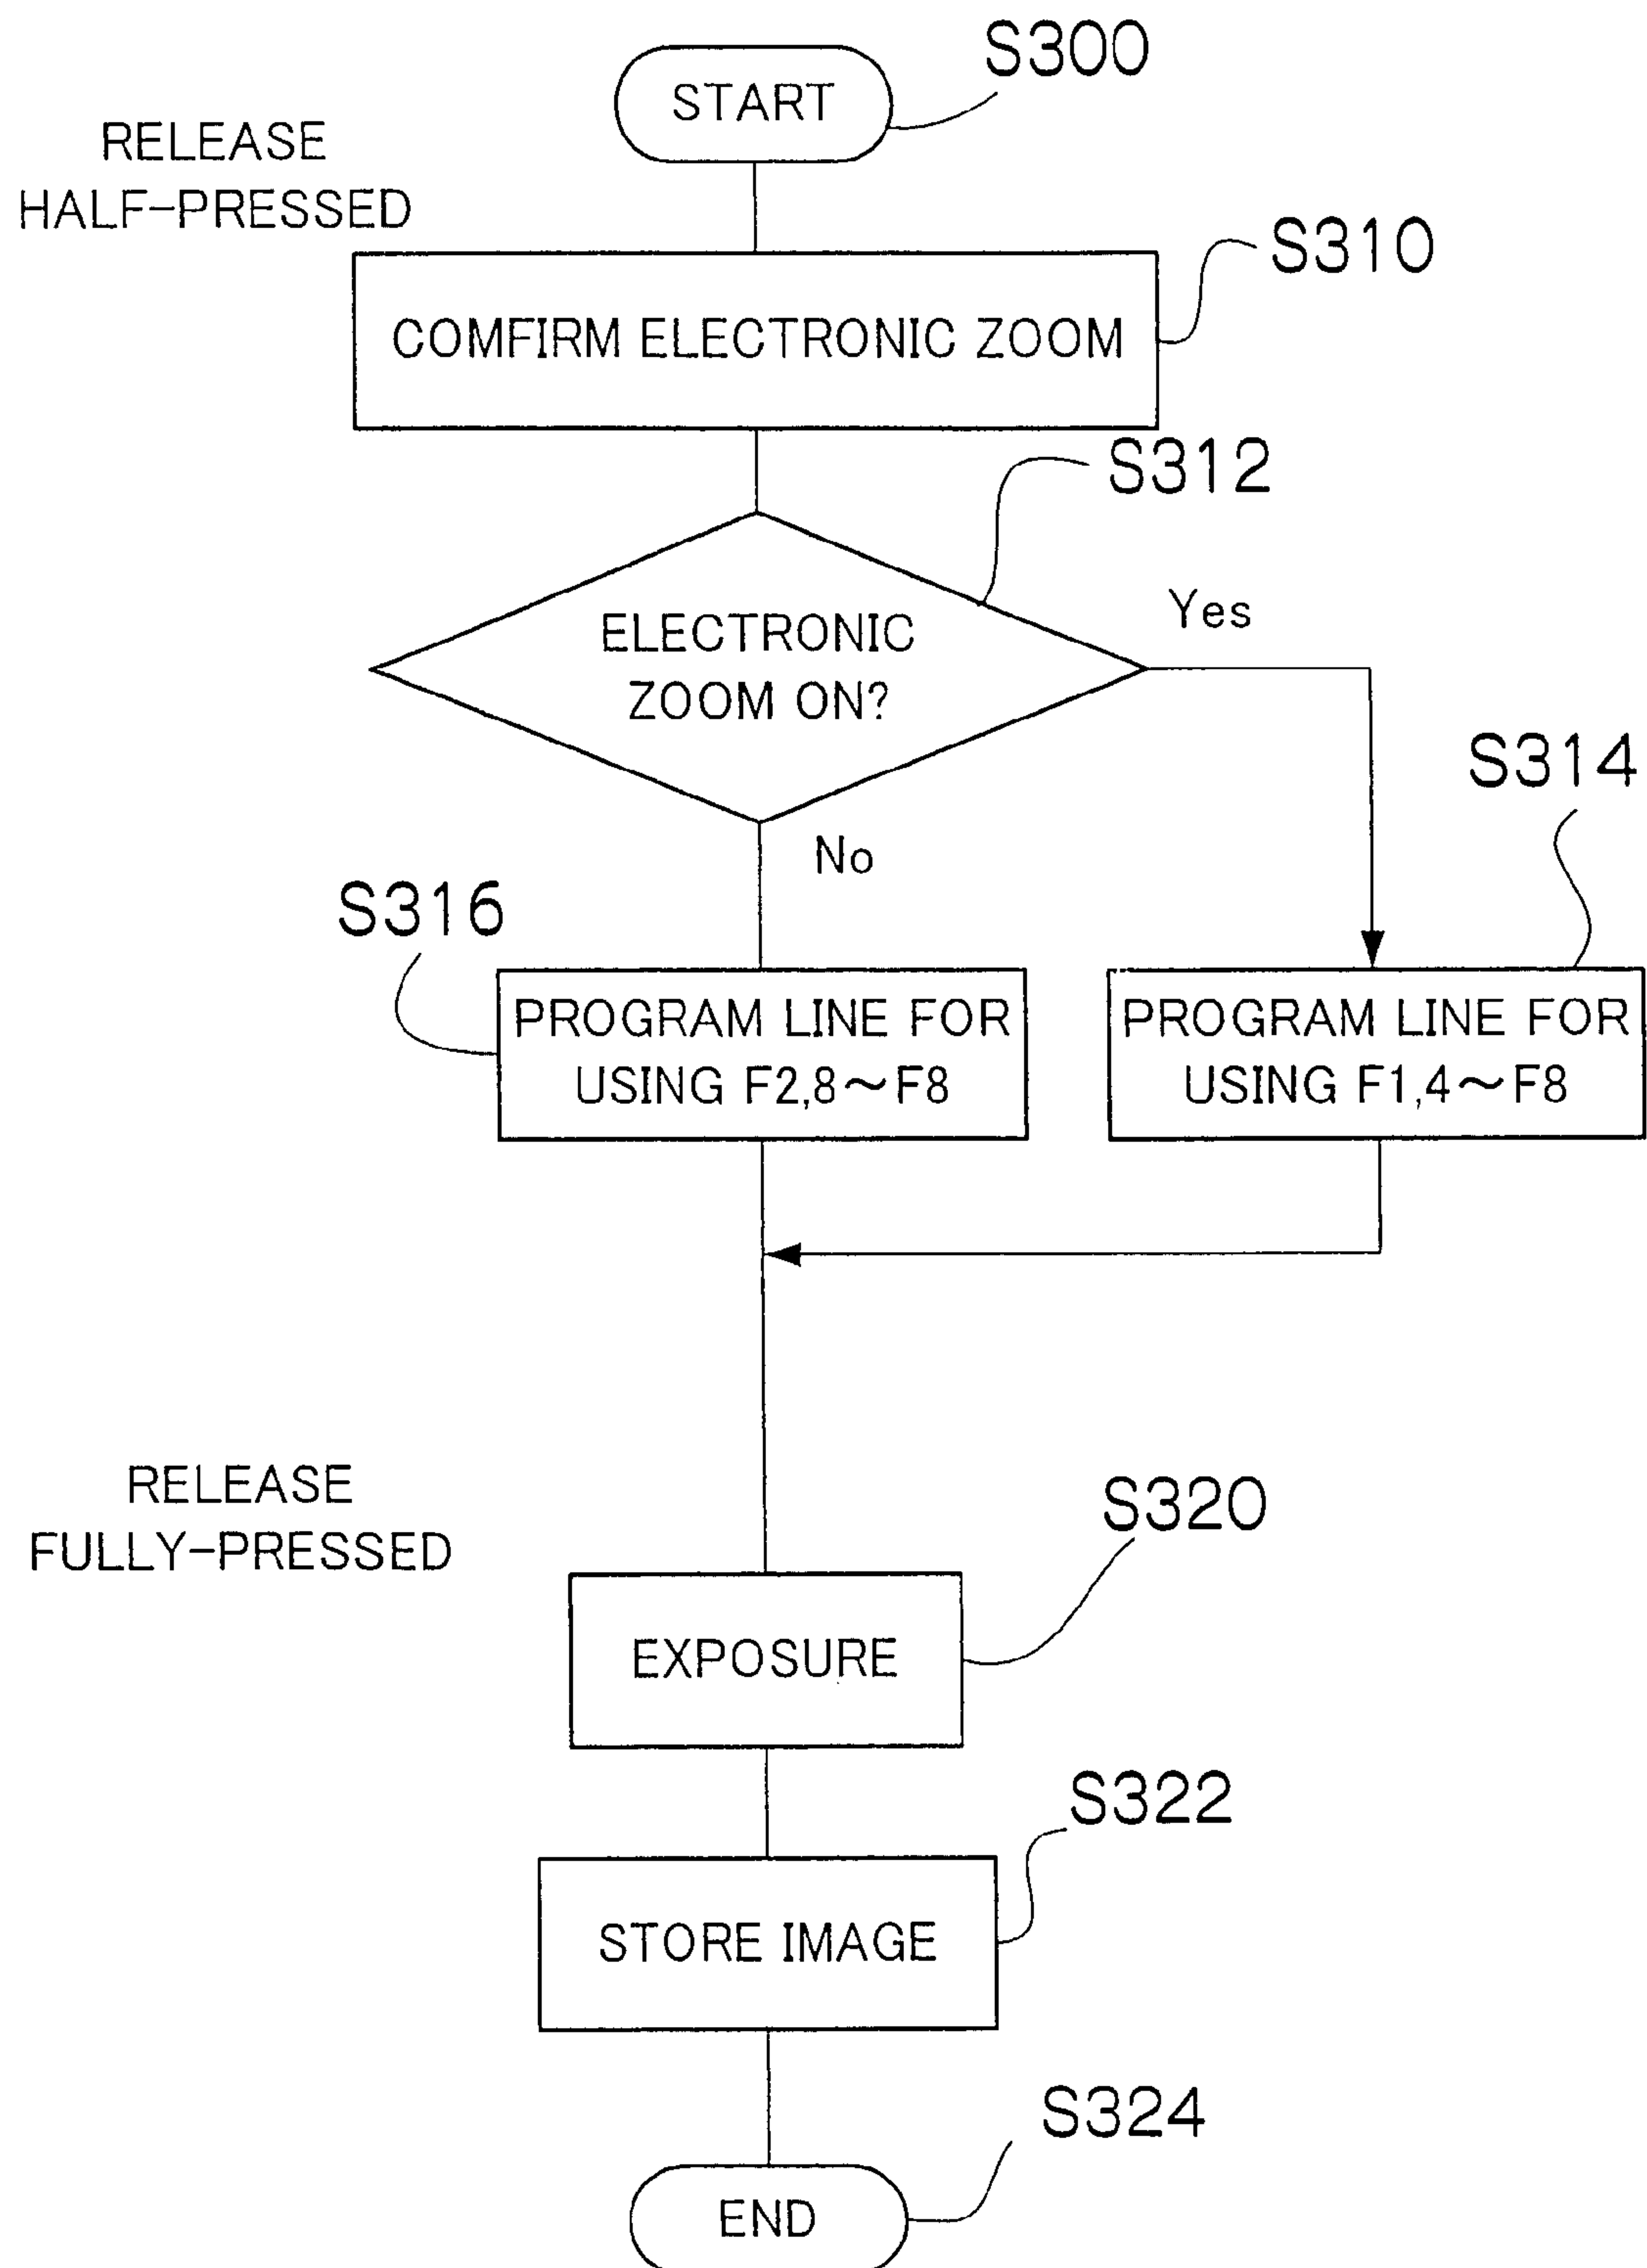 S300
START
RELEASE
HALF-PRESSED
S310
COMFIRM ELECTRONIC ZOOM
S312
ELECTRONIC
ZOOM ON?
Yes
No
S314
S316
PROGRAM LINE FOR
USING F2,8～F8
PROGRAM LINE FOR
USING F1,4～F8
RELEASE
FULLY-PRESSED
S320
EXPOSURE
S322
STORE IMAGE
S324
END